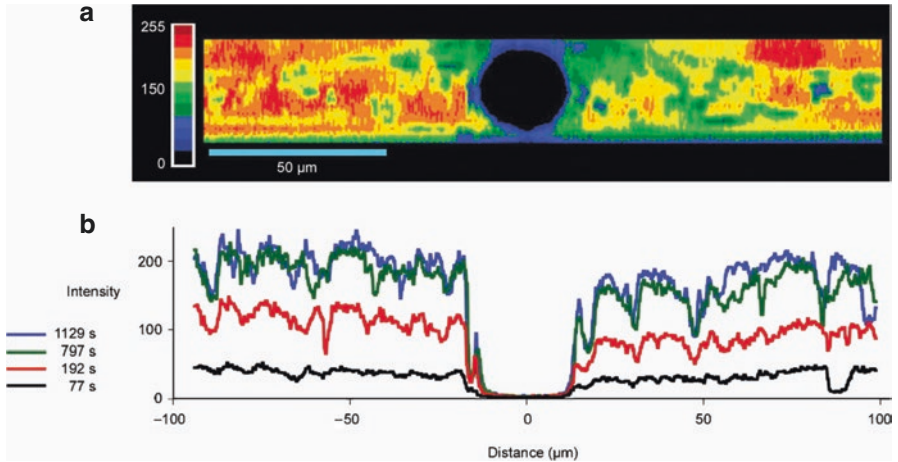 a
255
150
0
50 µm
b
200
100
0
Intensity
1129 s
797 s
192 s
77 s
−100
−50
0
50
100
Distance (µm)